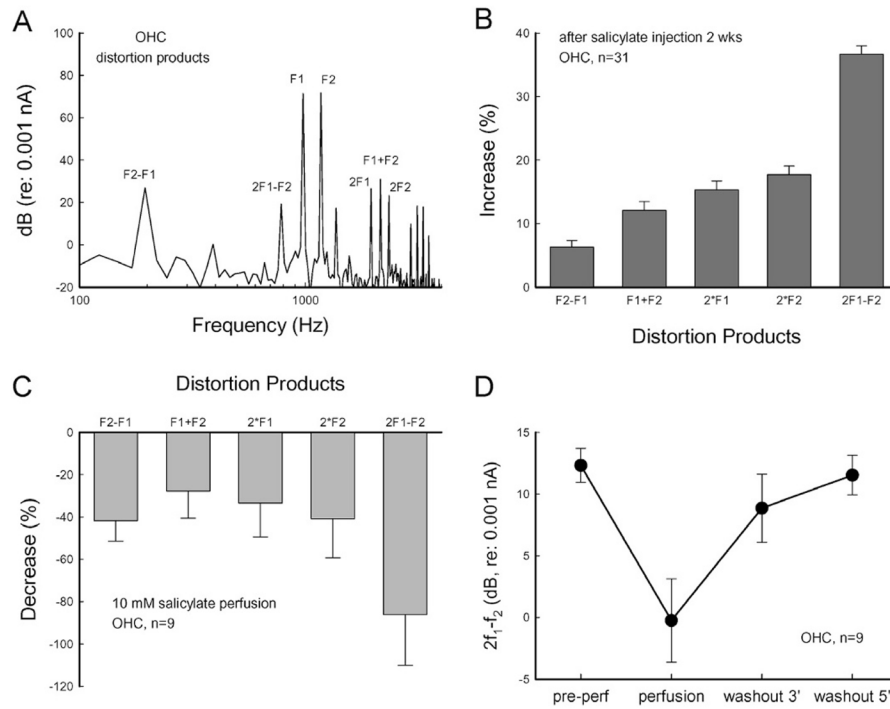 A
OHC
distortion products
F1
F2
F2-F1
2F1-F2
F1+F2
2F1
2F2
100
80
60
40
20
0
-20
dB (re: 0.001 nA)
100
1000
Frequency (Hz)
B
after salicylate injection 2 wks
OHC, n=31
40
30
20
10
0
Increase (%)
F2-F1
F1+F2
2*F1
2*F2
2F1-F2
Distortion Products
C
Distortion Products
F2-F1
F1+F2
2*F1
2*F2
2F1-F2
0
-20
-40
-60
-80
-100
-120
Decrease (%)
10 mM salicylate perfusion
OHC, n=9
D
15
10
5
0
-5
2f₁-f₂ (dB, re: 0.001 nA)
OHC, n=9
pre-perf
perfusion
washout 3'
washout 5'